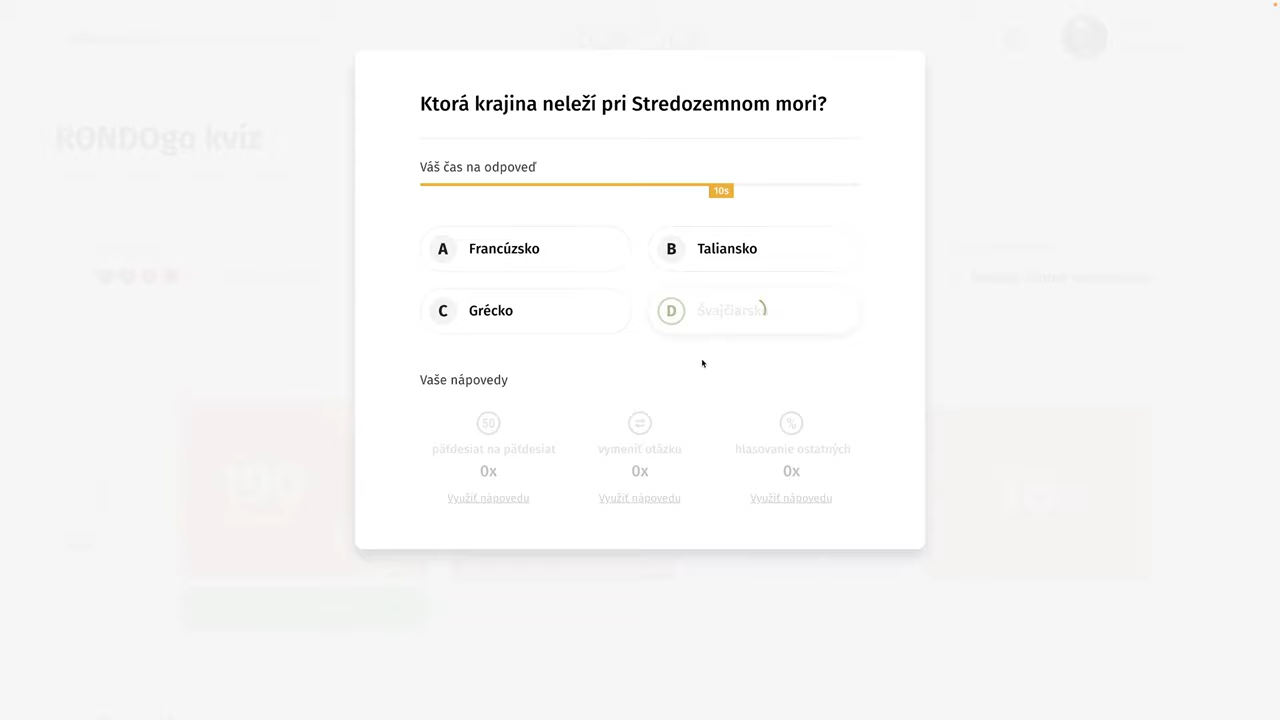 Ktorá krajina neleží pri Stredozemnom mori?
RONDOgo kvíz
Váš čas na odpoveď
10s
A Francúzsko
B Taliansko
C Grécko
D Švajčiarsko
Vaše nápovedy
50
%
päťdesiat na päťdesiat
vymeniť otázku
hlasovanie ostatných
0x
0x
0x
Využiť nápovedu
Využiť nápovedu
Využiť nápovedu